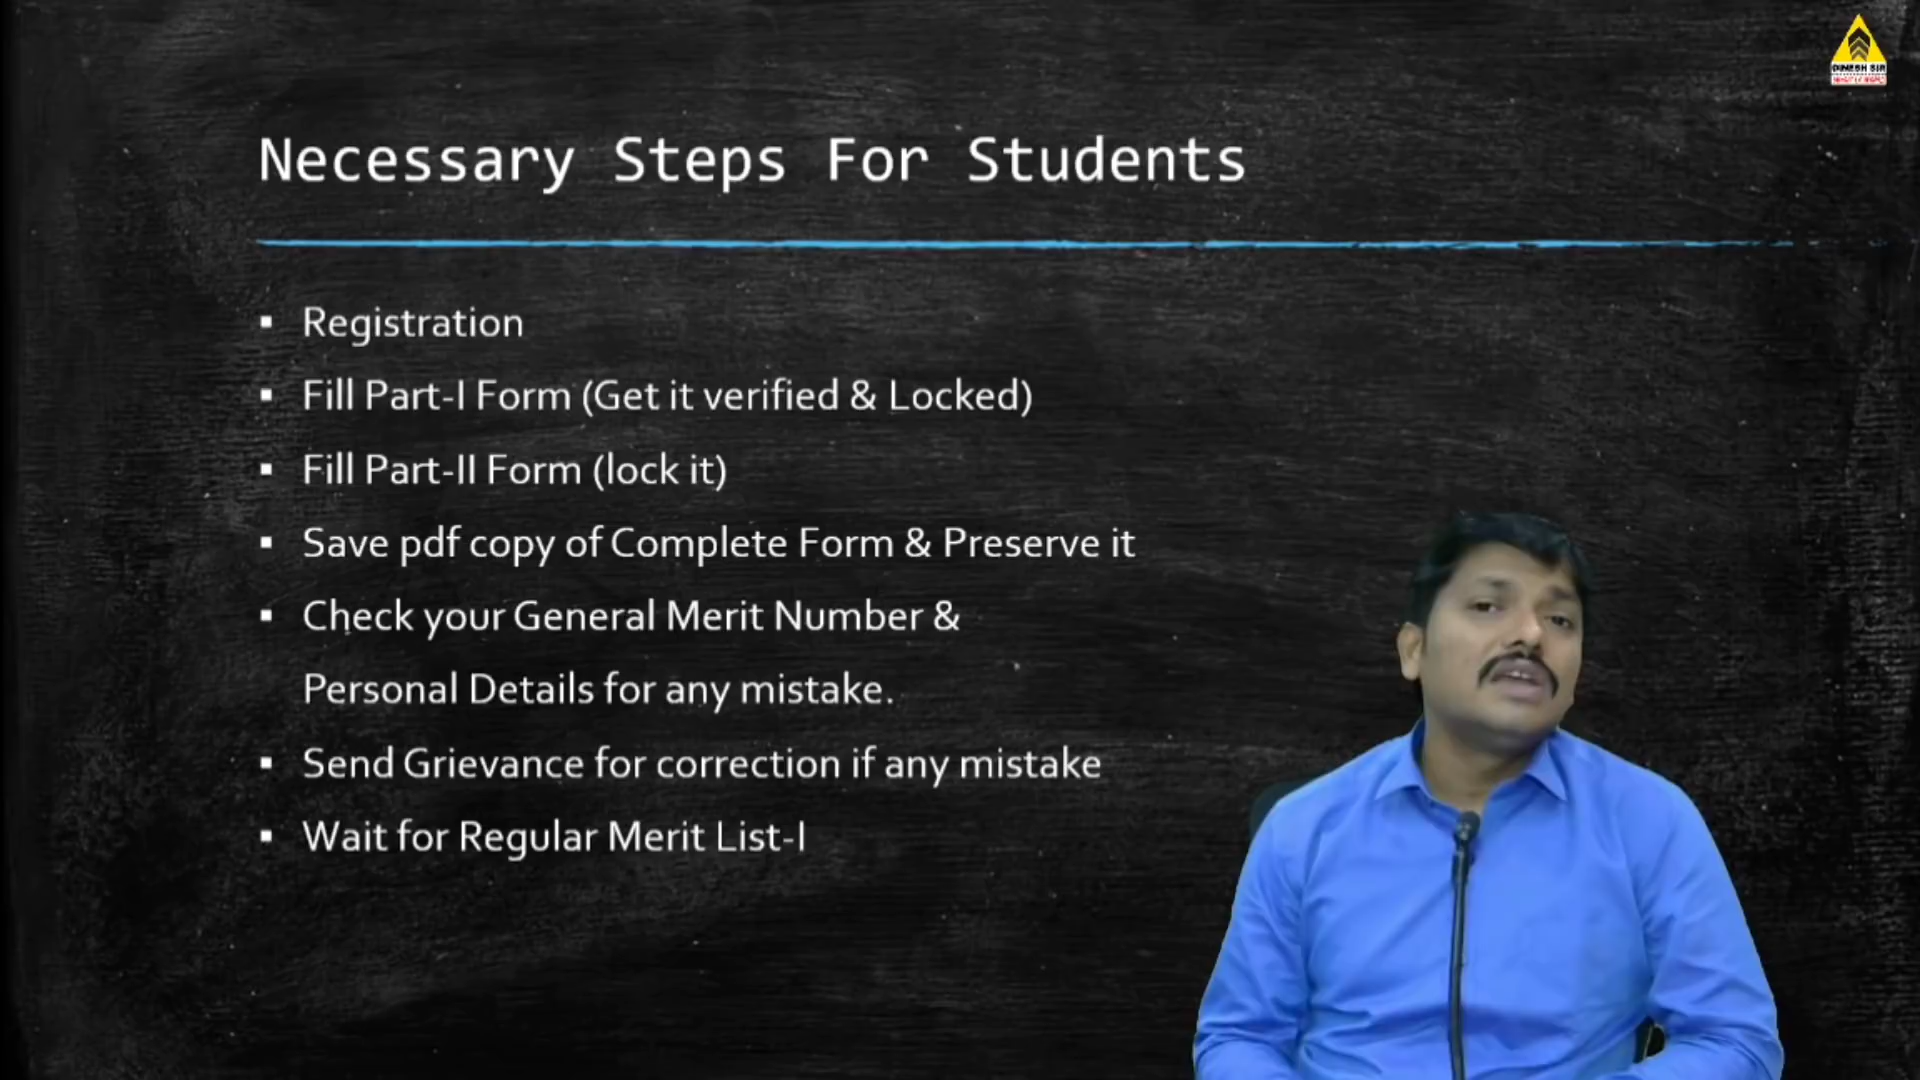 DINESH SIR
Necessary Steps For Students
▪ Registration
▪ Fill Part-I Form (Get it verified & Locked)
▪ Fill Part-II Form (lock it)
▪ Save pdf copy of Complete Form & Preserve it
▪ Check your General Merit Number &
Personal Details for any mistake.
▪ Send Grievance for correction if any mistake
▪ Wait for Regular Merit List-I